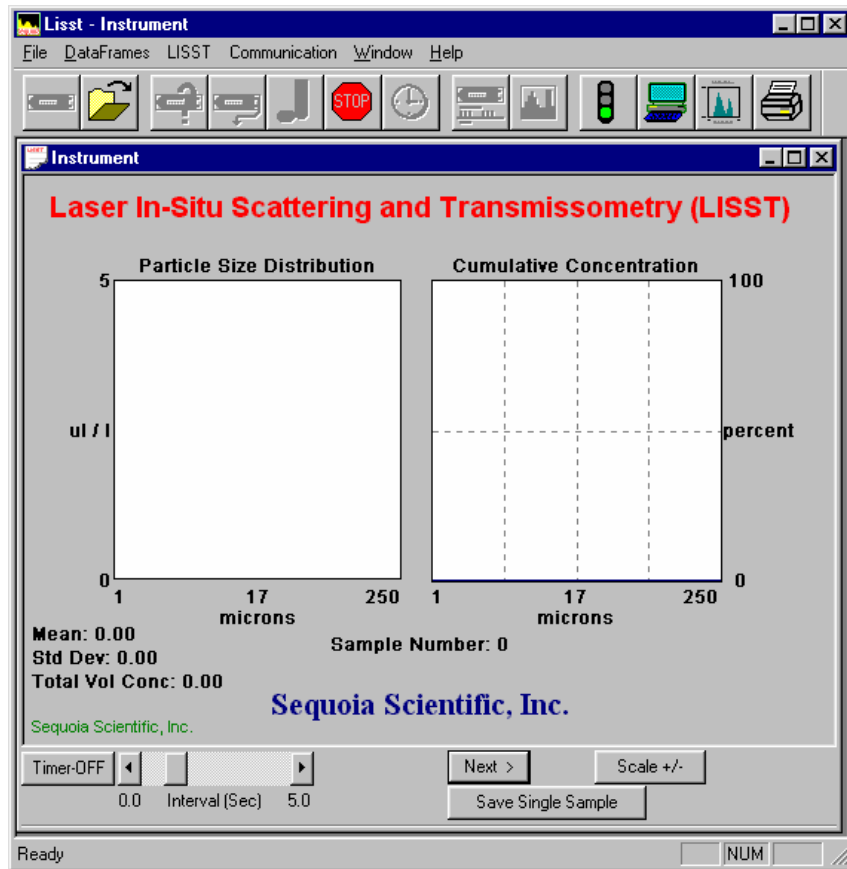 Lisst - Instrument
File DataFrames LISST Communication Window Help
STOP
Instrument
Laser In-Situ Scattering and Transmissometry (LISST)
Particle Size Distribution Cumulative Concentration
5 100
ul / l percent
0 0
1 17 250 1 17 250
microns microns
Mean: 0.00
Sample Number: 0
Std Dev: 0.00
Total Vol Conc: 0.00
Sequoia Scientific, Inc.
Sequoia Scientific, Inc.
Timer-OFF Next > Scale +/-
0.0 Interval (Sec) 5.0 Save Single Sample
Ready NUM